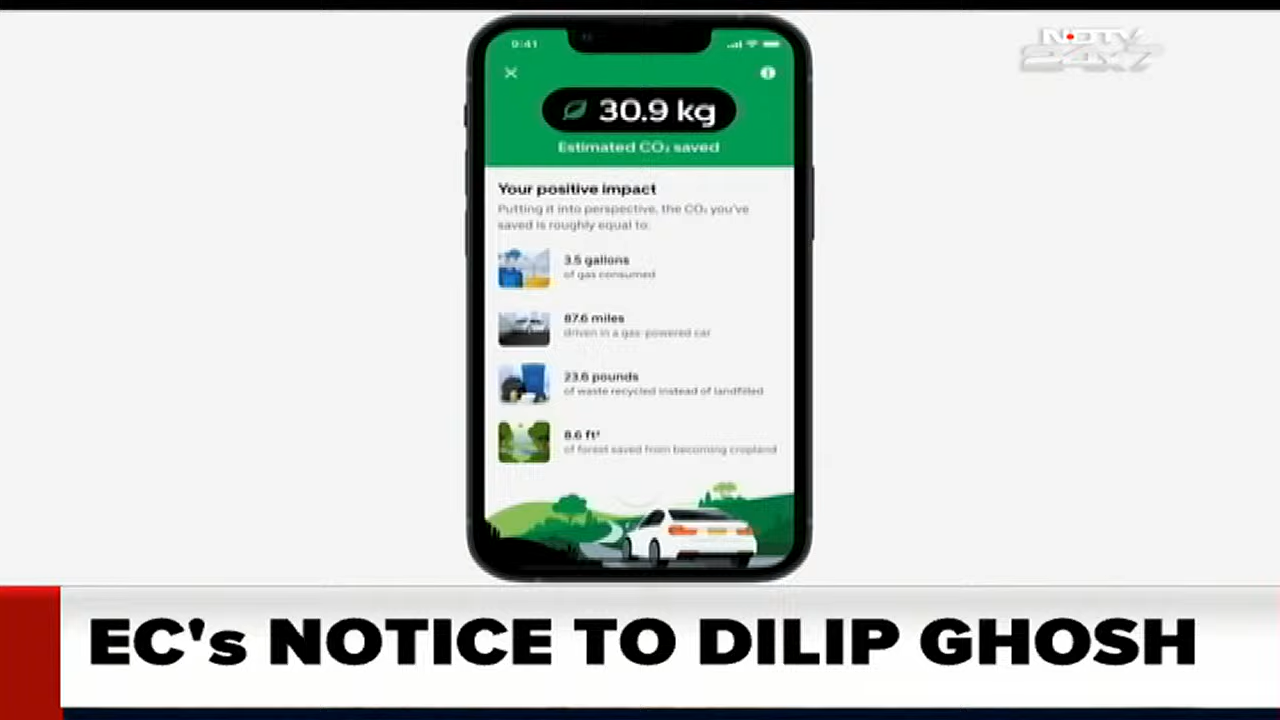 NDTV
24x7
9:41
30.9 kg
Estimated CO₂ saved
Your positive impact
Putting it into perspective, the CO₂ you've
saved is roughly equal to:
3.5 gallons
of gas consumed
87.6 miles
driven in a gas-powered car
23.6 pounds
of waste recycled instead of landfilled
8.6 ft²
of forest saved from becoming cropland
EC's NOTICE TO DILIP GHOSH